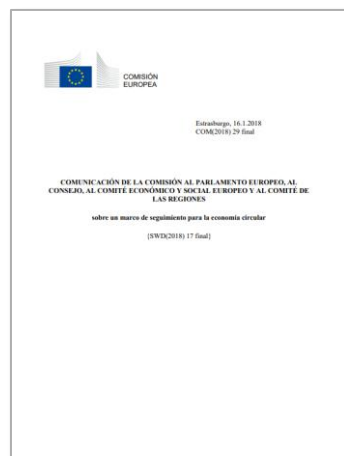 COMISIÓN
EUROPEA
Estrasburgo, 16.1.2018
COM(2018) 29 final
COMUNICACIÓN DE LA COMISIÓN AL PARLAMENTO EUROPEO, AL
CONSEJO, AL COMITÉ ECONÓMICO Y SOCIAL EUROPEO Y AL COMITÉ DE
LAS REGIONES
sobre un marco de seguimiento para la economía circular
{SWD(2018) 17 final}